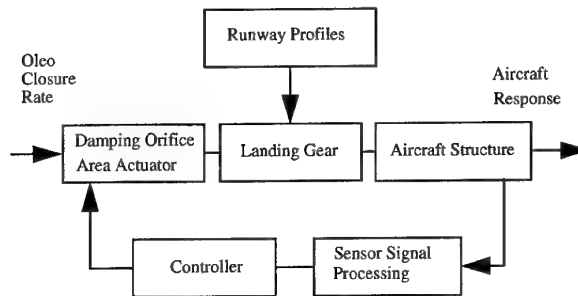 Runway Profiles
Oleo
Closure
Rate
Aircraft
Response
Damping Orifice
Area Actuator
Landing Gear
Aircraft Structure
Controller
Sensor Signal
Processing